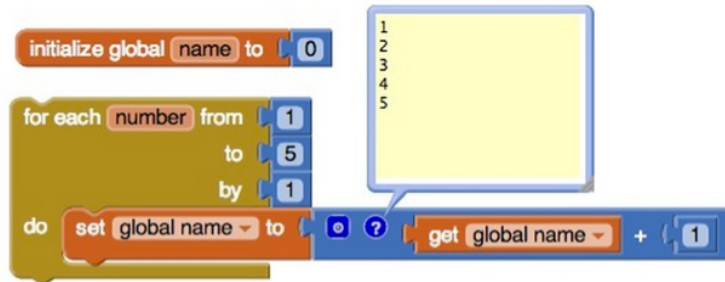 initialize global name to 0
1
2
3
4
5
for each number from 1
to 5
by 1
do set global name to ? get global name + 1